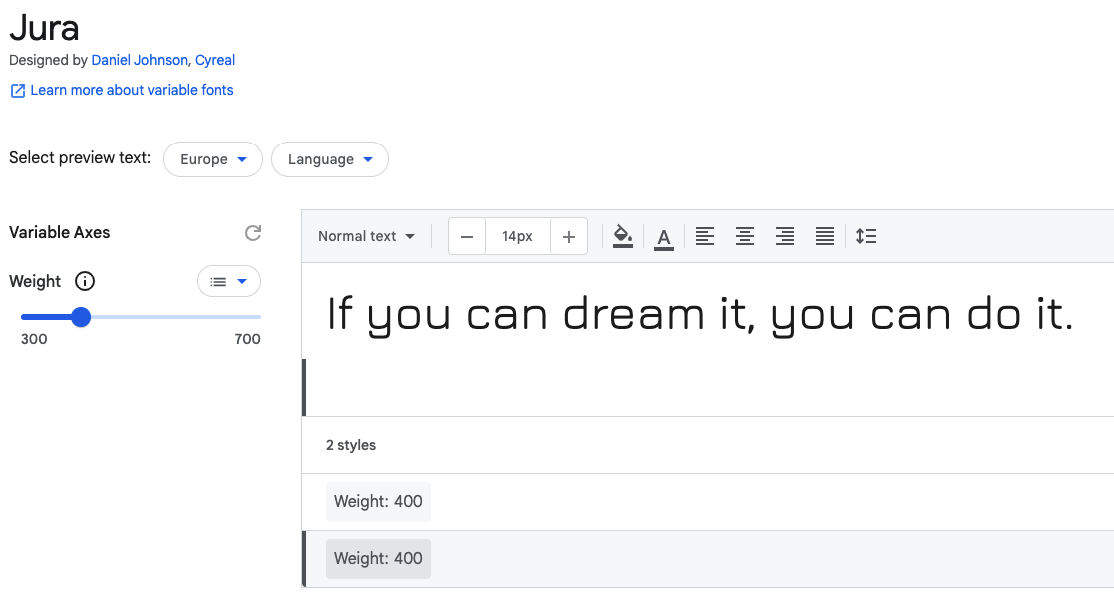 Jura
Designed by Daniel Johnson, Cyreal
Learn more about variable fonts
Select preview text: Europe Language
Variable Axes
Weight
300 700
Normal text 14px A
If you can dream it, you can do it.
2 styles
Weight: 400
Weight: 400